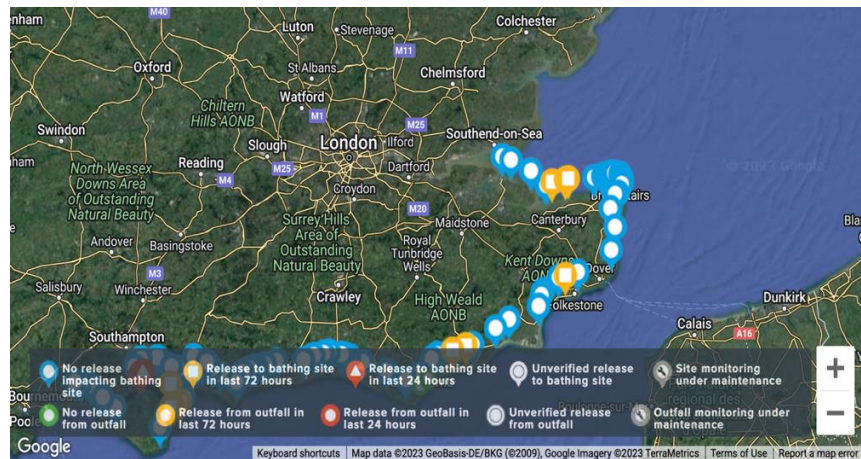 enham
M40
Luton
Stevenage
Colchester
Oxford
M11
St Albans
Chelmsford
Watford
Chiltern
Hills AONB
M1
M25
Swindon
Slough
London
Ilford
Southend-on-Sea
nham
North Wessex
Downs Area
of Outstanding
Natural Beauty
Reading
M4
M25
Dartford
Croydon
M20
Canterbury
Surrey Hills
Area of
Outstanding
Natural Beauty
Maidstone
Andover
Basingstoke
Royal
Tunbridge
Wells
Kent Downs
Dover
M3
Salisbury
Winchester
Crawley
High Weald
AONB
olkestone
Dunkirk
Southampton
Calais
A16
No release
impacting bathing
site
Release to bathing site
in last 72 hours
Release to bathing site
in last 24 hours
Unverified release
to bathing site
Site monitoring
under maintenance
No release
from outfall
Release from outfall in
last 72 hours
Release from outfall in
last 24 hours
Unverified release
from outfall
Outfall monitoring under
maintenance
Poole
+
−
Google
Keyboard shortcuts
Map data ©2023 GeoBasis-DE/BKG (©2009), Google Imagery ©2023 TerraMetrics
Terms of Use
Report a map error